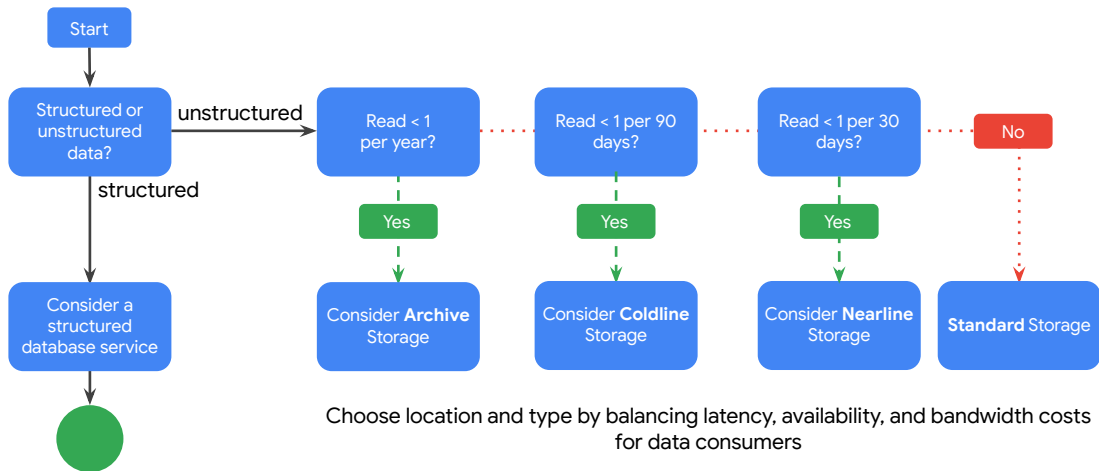 Start
Structured or
unstructured
data?
unstructured
Read < 1
per year?
Read < 1 per 90
days?
Read < 1 per 30
days?
No
structured
Yes
Yes
Yes
Consider a
structured
database service
Consider Archive
Storage
Consider Coldline
Storage
Consider Nearline
Storage
Standard Storage
Choose location and type by balancing latency, availability, and bandwidth costs
for data consumers